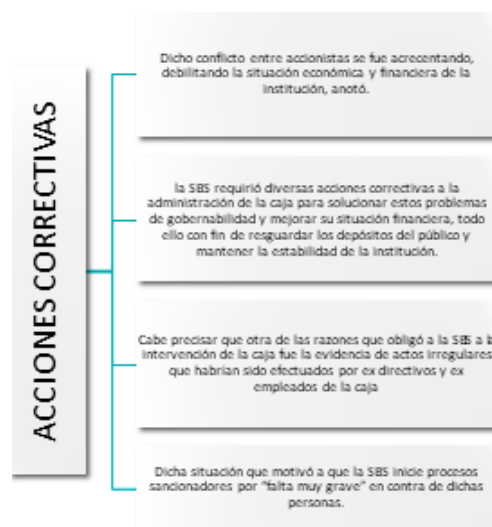 ACCIONES CORRECTIVAS
Dicho conflicto entre accionistas se fue acrecentando,
debilitando la situación económica y financiera de la
institución, anotó.
la SBS requirió diversas acciones correctivas a la
administración de la caja para solucionar estos problemas
de gobernabilidad y mejorar su situación financiera, todo
ello con fin de resguardar los depósitos del público y
mantener la estabilidad de la institución.
Cabe precisar que otra de las razones que obligó a la SBS a la
intervención de la caja fue la evidencia de actos irregulares
que habrían sido efectuados por ex directivos y ex
empleados de la caja
Dicha situación que motivó a que la SBS inicie procesos
sancionadores por "falta muy grave" en contra de dichas
personas.